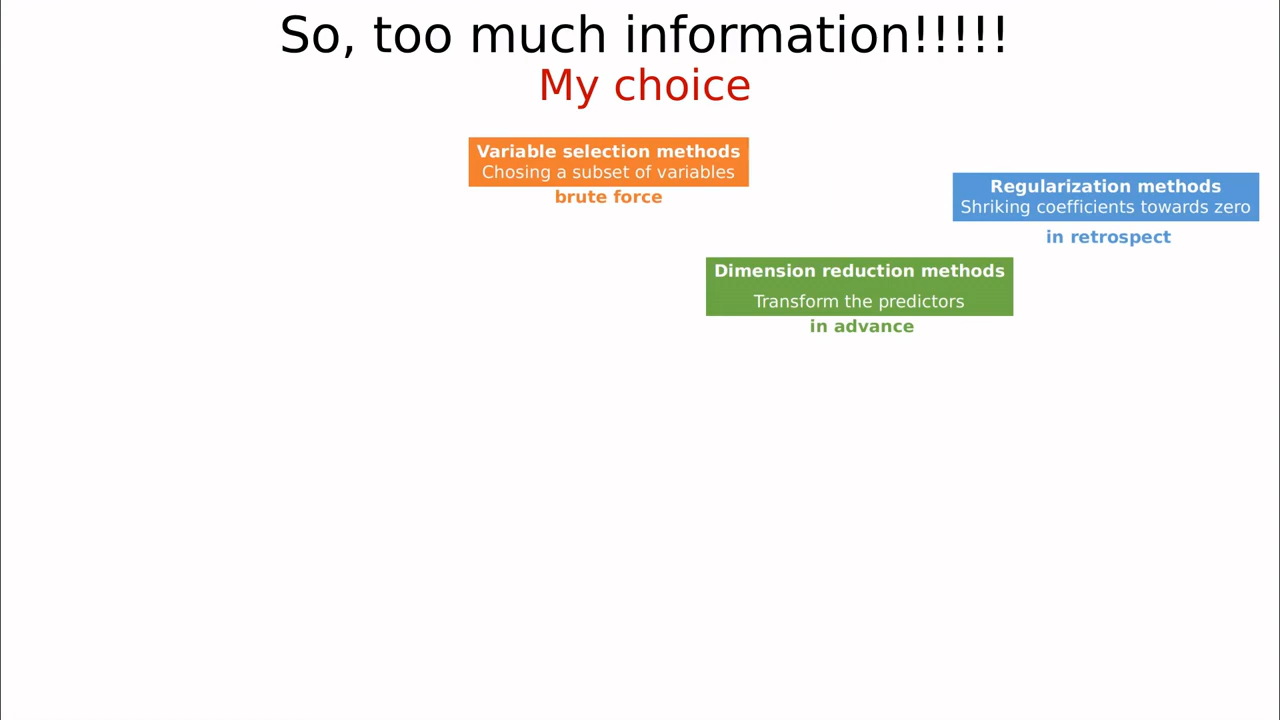 So, too much information!!!!!
My choice
Variable selection methods
Chosing a subset of variables
brute force
Regularization methods
Shriking coefficients towards zero
in retrospect
Dimension reduction methods
Transform the predictors
in advance